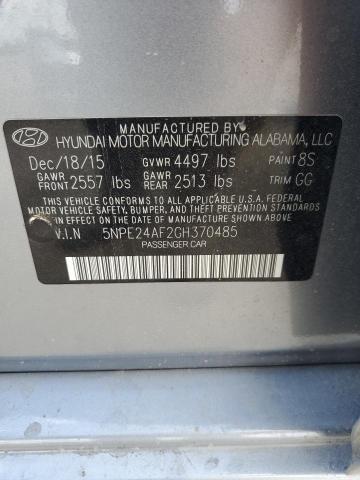 MANUFACTURED BY
HYUNDAI MOTOR MANUFACTURING ALABAMA, LLC
Dec/18/15 GVWR 4497 lbs PAINT 8S
GAWR FRONT 2557 lbs GAWR REAR 2513 lbs TRIM GG
THIS VEHICLE CONFORMS TO ALL APPLICABLE U.S.A. FEDERAL
MOTOR VEHICLE SAFETY, BUMPER, AND THEFT PREVENTION
STANDARDS IN EFFECT ON THE DATE OF MANUFACTURE SHOWN ABOVE.
V.I.N 5NPE24AF2GH370485
PASSENGER CAR